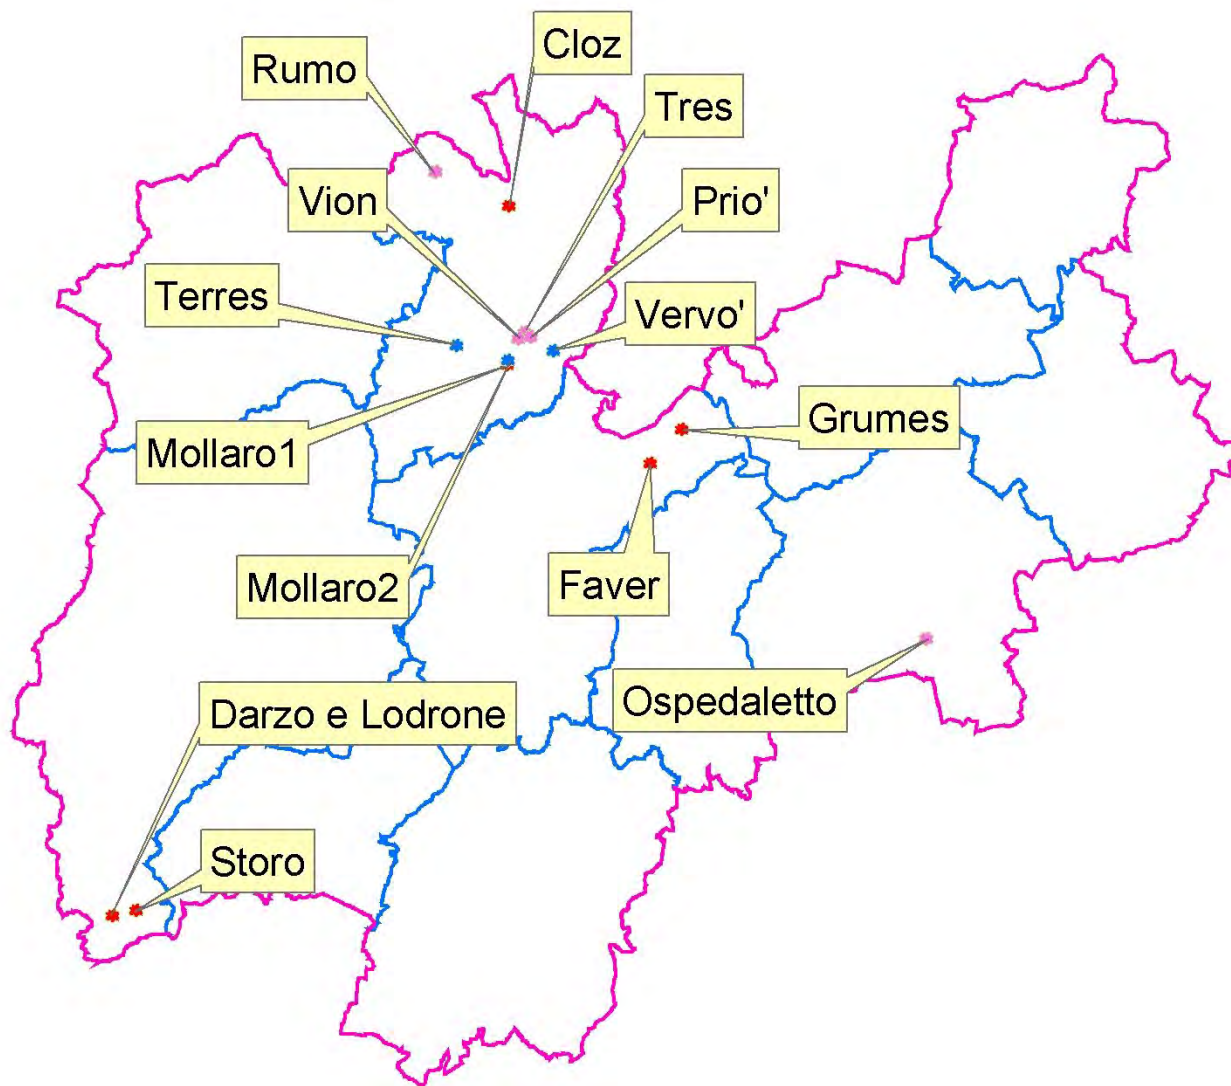 Cloz
Rumo
Tres
Vion
Prio'
Terres
Vervo'
Mollaro1
Grumes
Mollaro2
Faver
Ospedaletto
Darzo e Lodrone
Storo